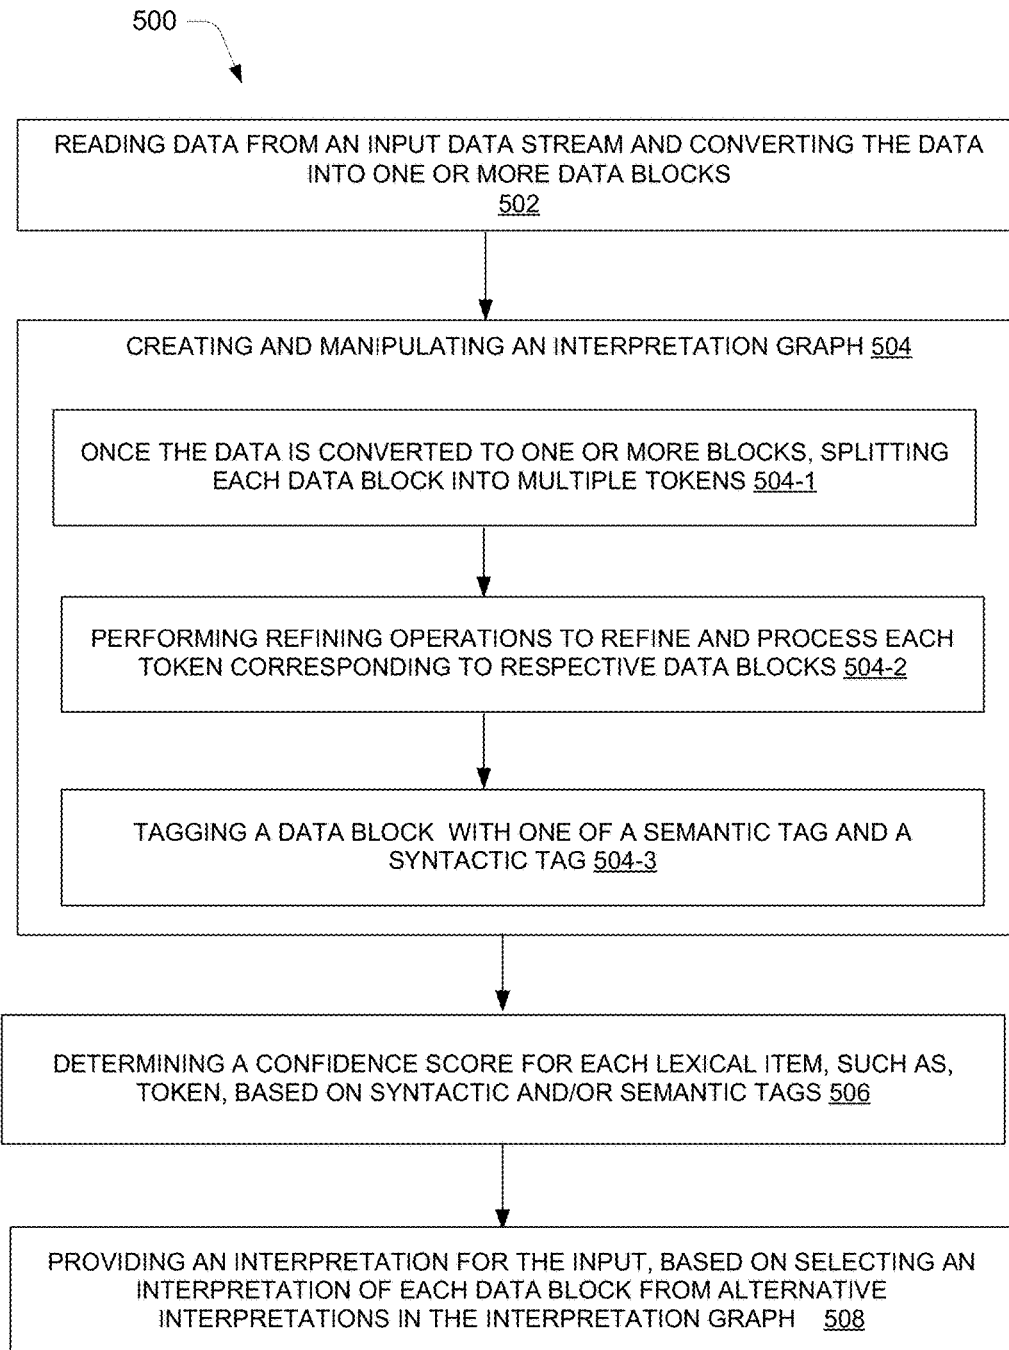 500
READING DATA FROM AN INPUT DATA STREAM AND CONVERTING THE DATA
INTO ONE OR MORE DATA BLOCKS
502
CREATING AND MANIPULATING AN INTERPRETATION GRAPH 504
ONCE THE DATA IS CONVERTED TO ONE OR MORE BLOCKS, SPLITTING
EACH DATA BLOCK INTO MULTIPLE TOKENS 504-1
PERFORMING REFINING OPERATIONS TO REFINE AND PROCESS EACH
TOKEN CORRESPONDING TO RESPECTIVE DATA BLOCKS 504-2
TAGGING A DATA BLOCK WITH ONE OF A SEMANTIC TAG AND A
SYNTACTIC TAG 504-3
DETERMINING A CONFIDENCE SCORE FOR EACH LEXICAL ITEM, SUCH AS,
TOKEN, BASED ON SYNTACTIC AND/OR SEMANTIC TAGS 506
PROVIDING AN INTERPRETATION FOR THE INPUT, BASED ON SELECTING AN
INTERPRETATION OF EACH DATA BLOCK FROM ALTERNATIVE
INTERPRETATIONS IN THE INTERPRETATION GRAPH 508